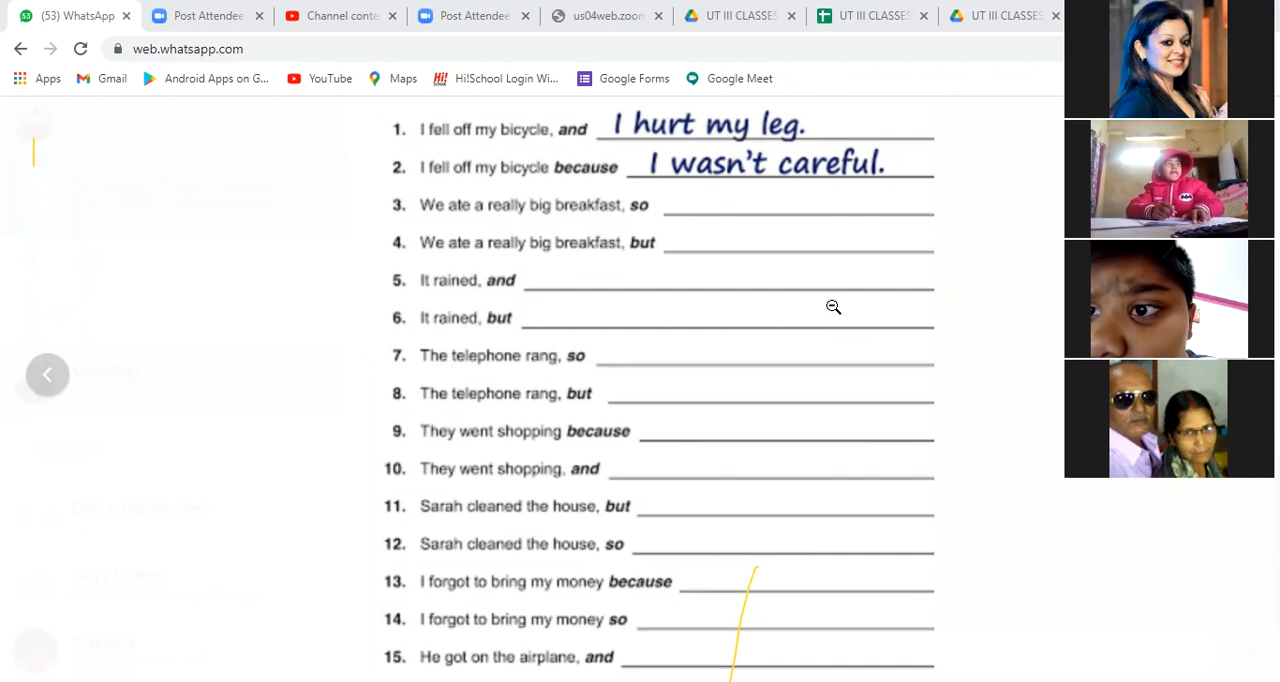 (53) WhatsApp
Post Attendee
Channel conte
Post Attendee
us04web.zoom
UT III CLASSES
UT III CLASSES
UT III CLASSES
web.whatsapp.com
Apps
Gmail
Android Apps on G...
YouTube
Maps
Hi! School
Hi!School Login Wi...
Google Forms
Google Meet
1. I fell off my bicycle, and I hurt my leg.
2. I fell off my bicycle because I wasn't careful.
3. We ate a really big breakfast, so
4. We ate a really big breakfast, but
5. It rained, and
6. It rained, but
7. The telephone rang, so
8. The telephone rang, but
9. They went shopping because
10. They went shopping, and
11. Sarah cleaned the house, but
12. Sarah cleaned the house, so
13. I forgot to bring my money because
14. I forgot to bring my money so
15. He got on the airplane, and